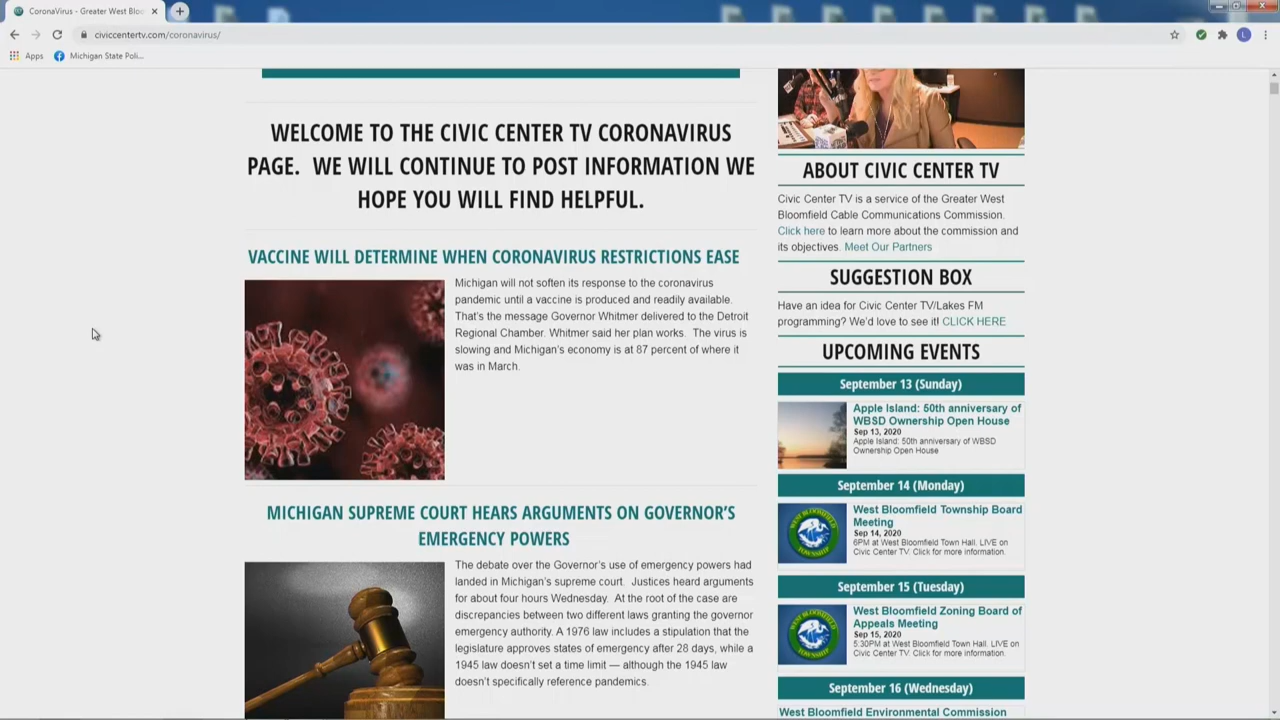 CoronaVirus - Greater West Bloo
civiccentertv.com/coronavirus/
L
Apps
Michigan State Poli...
WELCOME TO THE CIVIC CENTER TV CORONAVIRUS
PAGE. WE WILL CONTINUE TO POST INFORMATION WE
HOPE YOU WILL FIND HELPFUL.
VACCINE WILL DETERMINE WHEN CORONAVIRUS RESTRICTIONS EASE
Michigan will not soften its response to the coronavirus
pandemic until a vaccine is produced and readily available.
That's the message Governor Whitmer delivered to the Detroit
Regional Chamber. Whitmer said her plan works. The virus is
slowing and Michigan's economy is at 87 percent of where it
was in March.
MICHIGAN SUPREME COURT HEARS ARGUMENTS ON GOVERNOR'S
EMERGENCY POWERS
The debate over the Governor's use of emergency powers had
landed in Michigan's supreme court. Justices heard arguments
for about four hours Wednesday. At the root of the case are
discrepancies between two different laws granting the governor
emergency authority. A 1976 law includes a stipulation that the
legislature approves states of emergency after 28 days, while a
1945 law doesn't set a time limit — although the 1945 law
doesn't specifically reference pandemics.
ABOUT CIVIC CENTER TV
Civic Center TV is a service of the Greater West
Bloomfield Cable Communications Commission.
Click here to learn more about the commission and
its objectives. Meet Our Partners
SUGGESTION BOX
Have an idea for Civic Center TV/Lakes FM
programming? We'd love to see it! CLICK HERE
UPCOMING EVENTS
September 13 (Sunday)
Apple Island: 50th anniversary of
WBSD Ownership Open House
Sep 13, 2020
Apple Island: 50th anniversary of WBSD
Ownership Open House
September 14 (Monday)
WEST BLOOMFIELD
TOWNSHIP
West Bloomfield Township Board
Meeting
Sep 14, 2020
6PM at West Bloomfield Town Hall. LIVE on
Civic Center TV. Click for more information.
September 15 (Tuesday)
WEST BLOOMFIELD
TOWNSHIP
West Bloomfield Zoning Board of
Appeals Meeting
Sep 15, 2020
5:30PM at West Bloomfield Town Hall. LIVE on
Civic Center TV. Click for more information.
September 16 (Wednesday)
West Bloomfield Environmental Commission